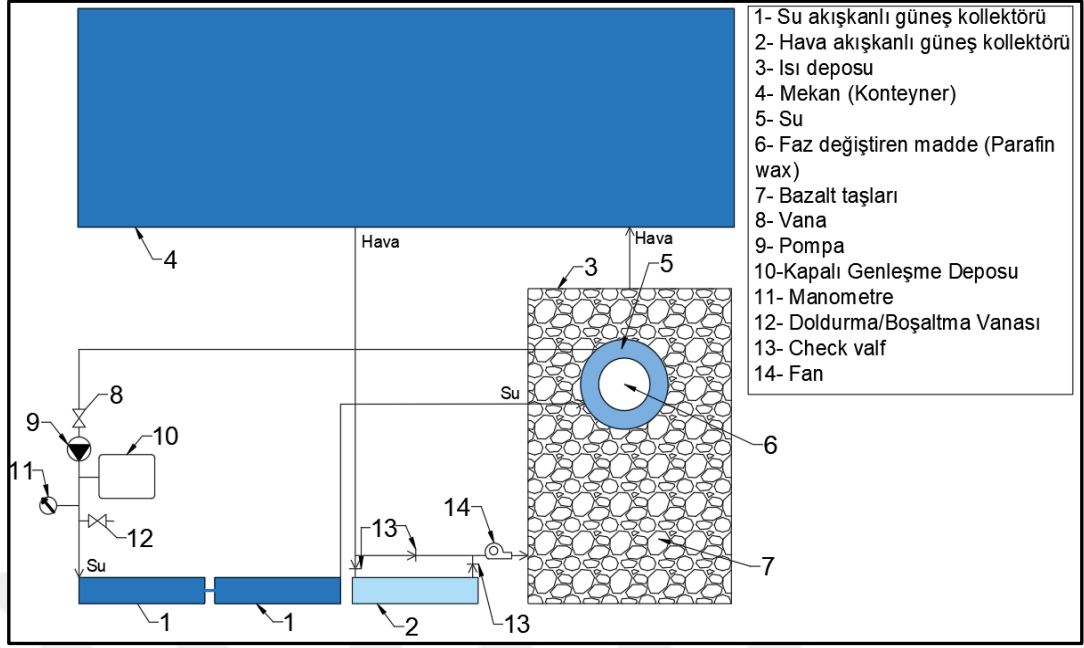 1- Su akışkanlı güneş kollektörü
2- Hava akışkanlı güneş kollektörü
3- Isı deposu
4- Mekan (Konteyner)
5- Su
6- Faz değiştiren madde (Parafin
wax)
7- Bazalt taşları
8- Vana
9- Pompa
10-Kapalı Genleşme Deposu
11- Manometre
12- Doldurma/Boşaltma Vanası
13- Check valf
14- Fan
4
Hava
Hava
3
5
8
Su
9
10
6
11
14
13
12
7
Su
1
1
2
13